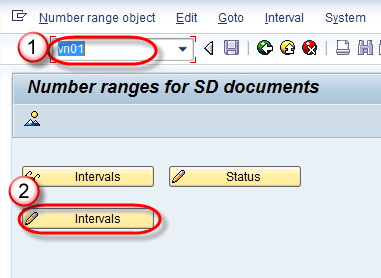 Number range object Edit Goto Interval System
1 vn01
Number ranges for SD documents
Intervals Status
2
Intervals